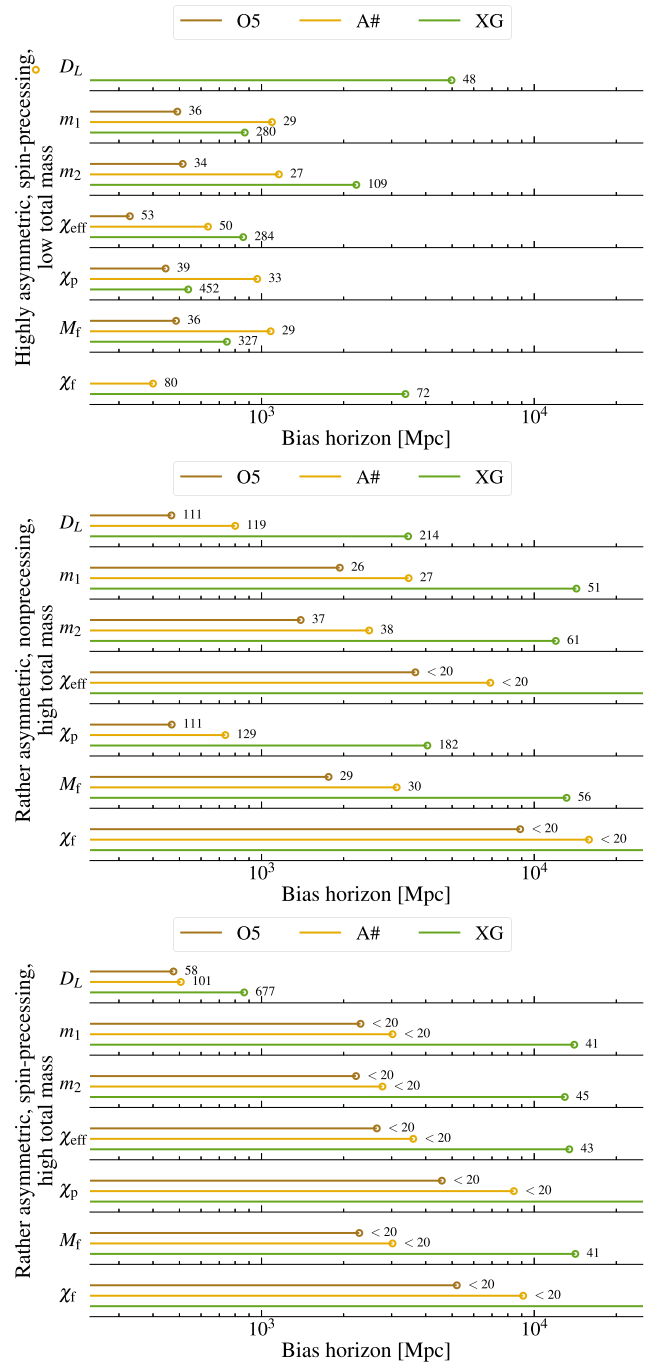 O5 A# XG
Highly asymmetric, spin-precessing,
low total mass
D_L
48
m_1
36
29
280
m_2
34
27
109
χ_eff
53
50
284
χ_p
39
33
452
M_f
36
29
327
χ_f
80
72
10^3 10^4
Bias horizon [Mpc]
O5 A# XG
Rather asymmetric, nonprecessing,
high total mass
D_L
111
119
214
m_1
26
27
51
m_2
37
38
61
χ_eff
< 20
< 20
χ_p
111
129
182
M_f
29
30
56
χ_f
< 20
< 20
10^3 10^4
Bias horizon [Mpc]
O5 A# XG
Rather asymmetric, spin-precessing,
high total mass
D_L
58
101
677
m_1
< 20
< 20
41
m_2
< 20
< 20
45
χ_eff
< 20
< 20
43
χ_p
< 20
< 20
M_f
< 20
< 20
41
χ_f
< 20
< 20
10^3 10^4
Bias horizon [Mpc]